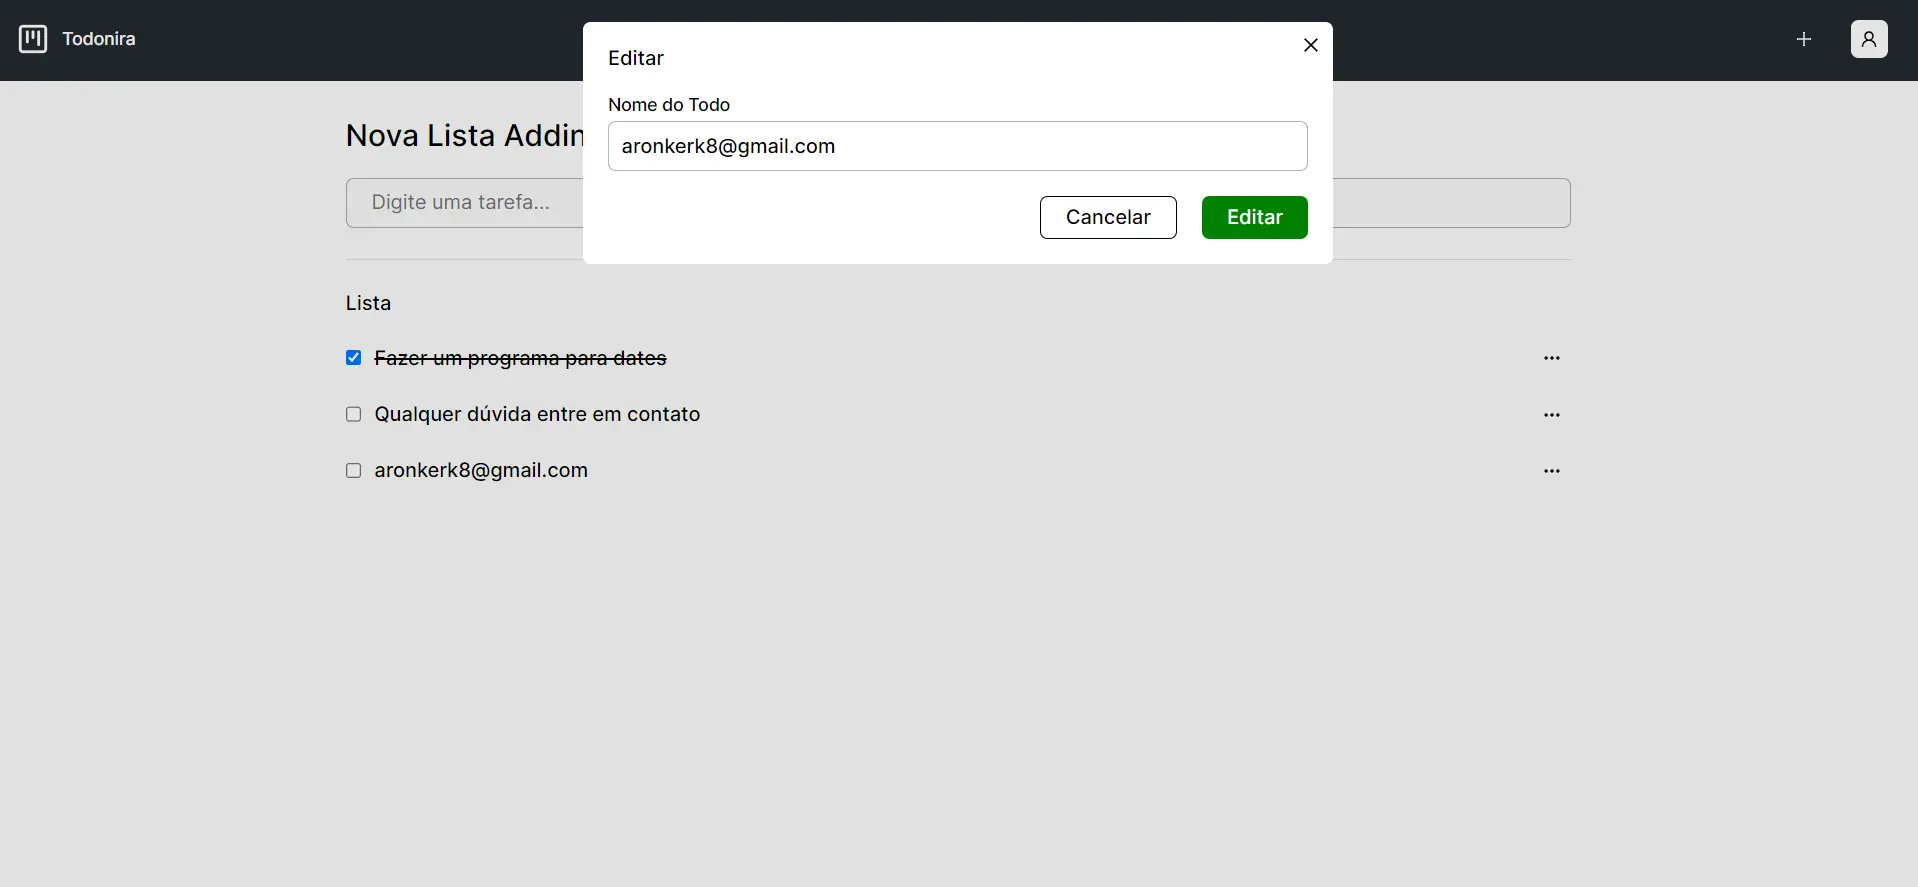 Todonira
Editar
Nome do Todo
aronkerk8@gmail.com
Cancelar
Editar
Nova Lista Addin
Digite uma tarefa...
Lista
Fazer um programa para dates
Qualquer dúvida entre em contato
aronkerk8@gmail.com